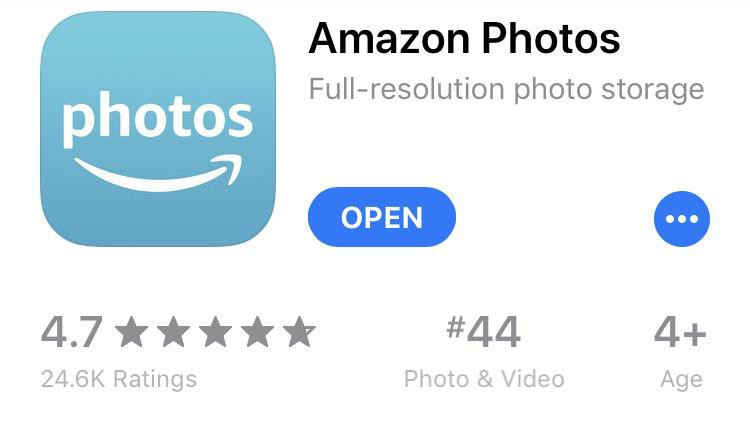 photos
Amazon Photos
Full-resolution photo storage
OPEN
4.7
#44
4+
24.6K Ratings
Photo & Video
Age